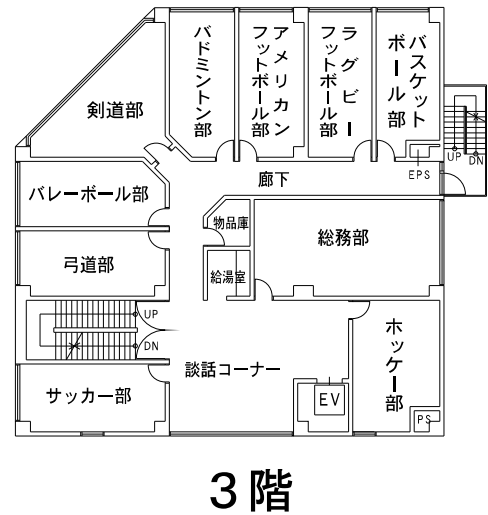 剣道部
バドミントン部
アメリカン
フットボール部
ラグビー
フットボール部
バスケット
ボール部
UP
DN
EPS
廊下
バレーボール部
物品庫
総務部
弓道部
給湯室
UP
DN
ホッケー部
談話コーナー
サッカー部
EV
PS
3階